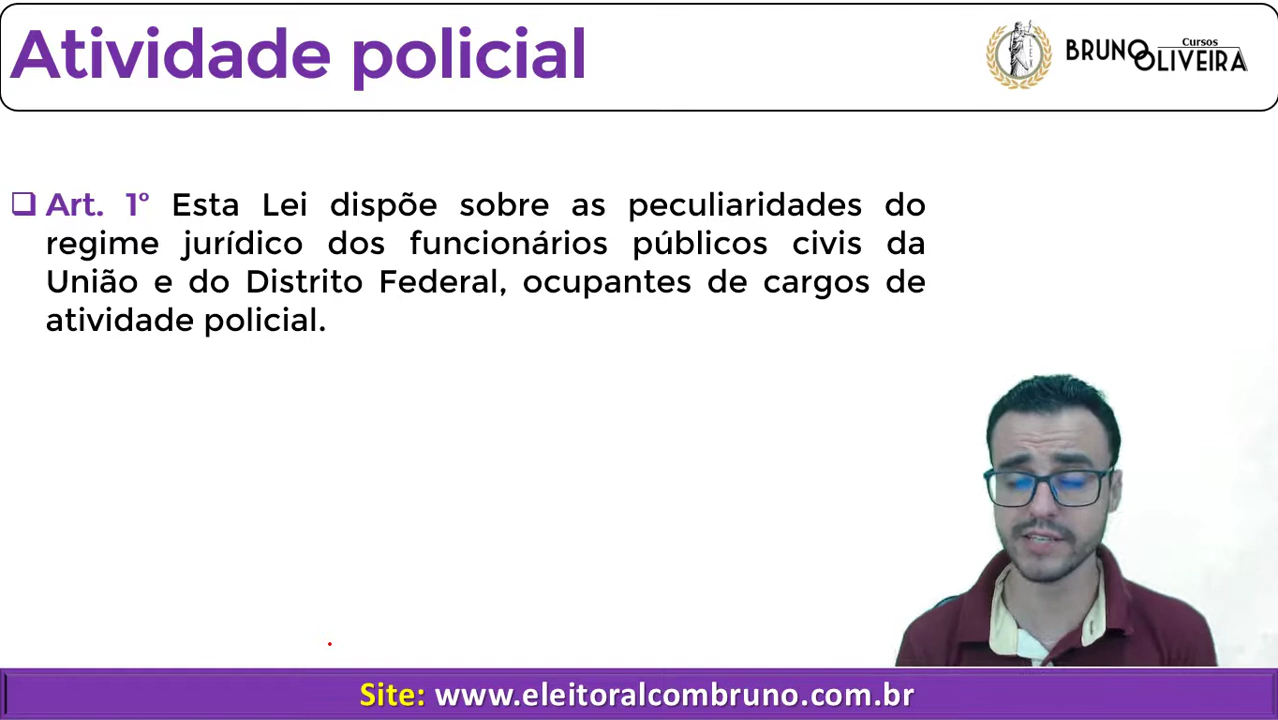 Atividade policial
Cursos
BRUNO
OLIVEIRA
❑ Art. 1º Esta Lei dispõe sobre as peculiaridades do
regime jurídico dos funcionários públicos civis da
União e do Distrito Federal, ocupantes de cargos de
atividade policial.
Site: www.eleitoralcombruno.com.br